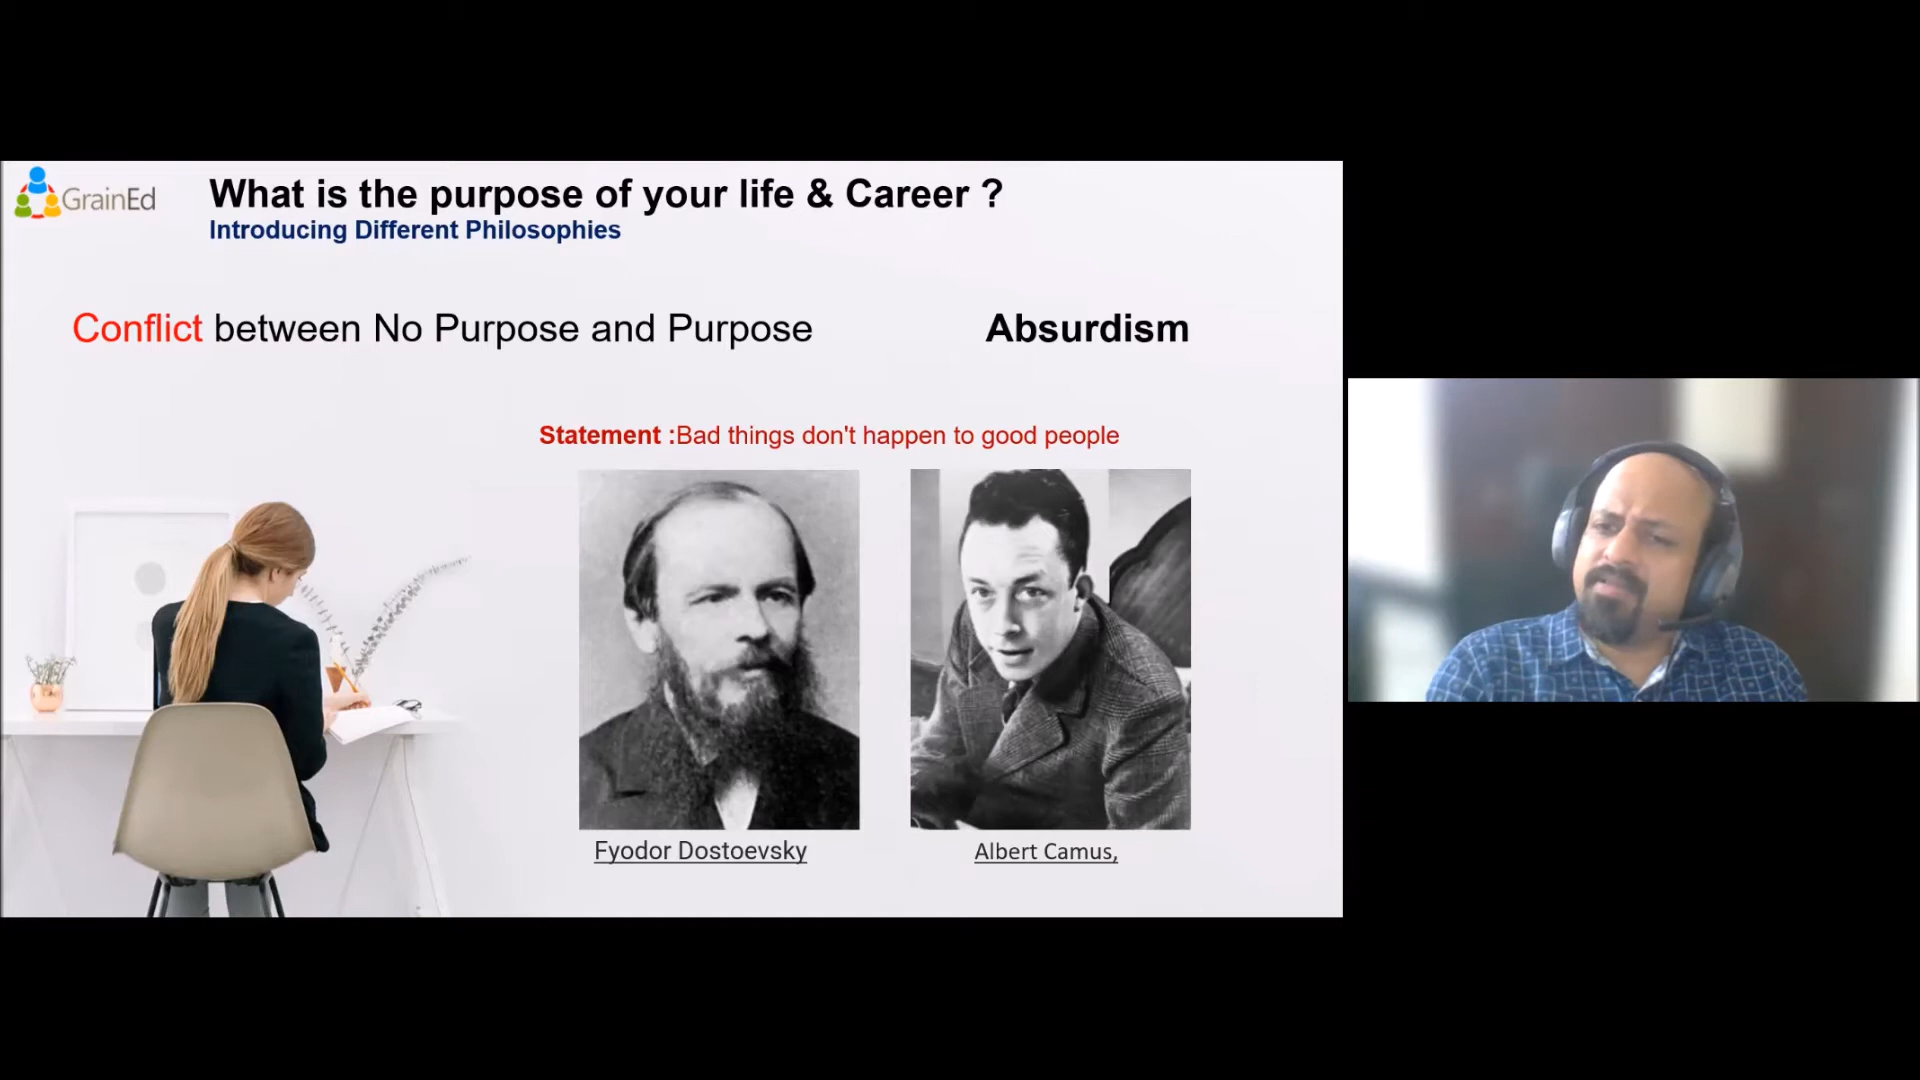 GrainEd
What is the purpose of your life & Career ?
Introducing Different Philosophies
Conflict between No Purpose and Purpose
Absurdism
Statement :Bad things don't happen to good people
Fyodor Dostoevsky
Albert Camus,